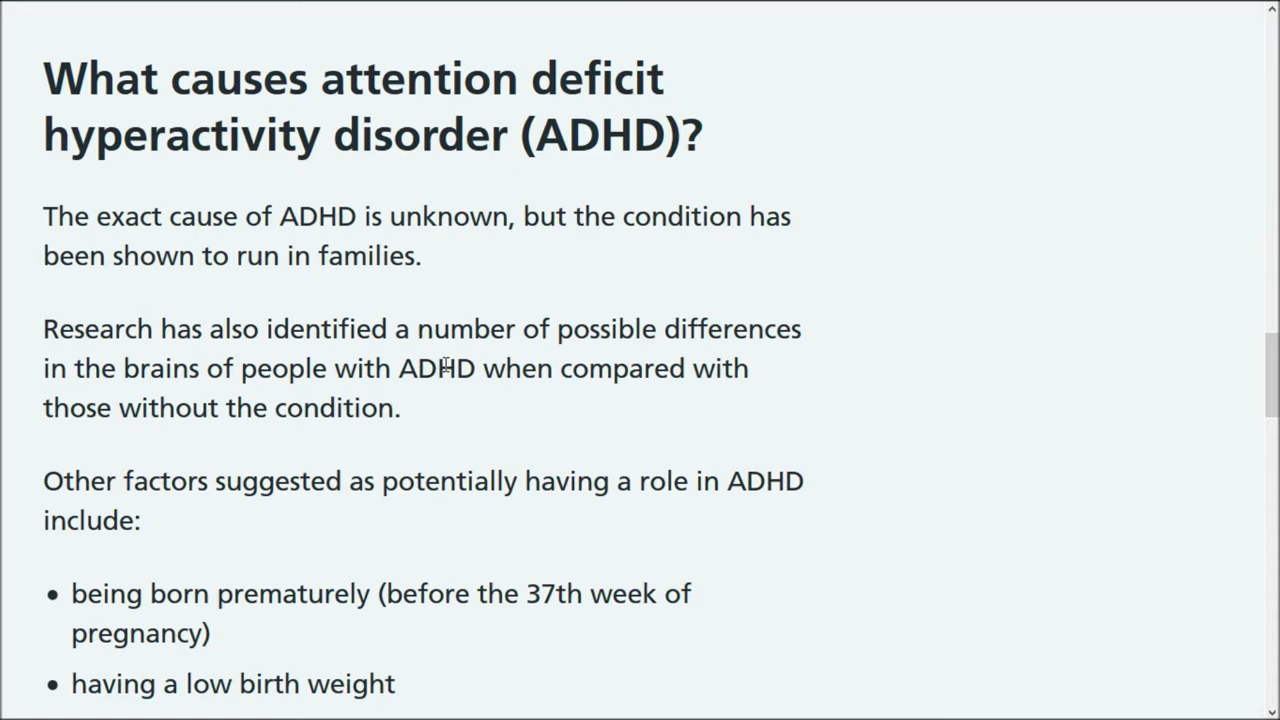 What causes attention deficit
hyperactivity disorder (ADHD)?
The exact cause of ADHD is unknown, but the condition has
been shown to run in families.
Research has also identified a number of possible differences
in the brains of people with ADHD when compared with
those without the condition.
Other factors suggested as potentially having a role in ADHD
include:
• being born prematurely (before the 37th week of
pregnancy)
• having a low birth weight